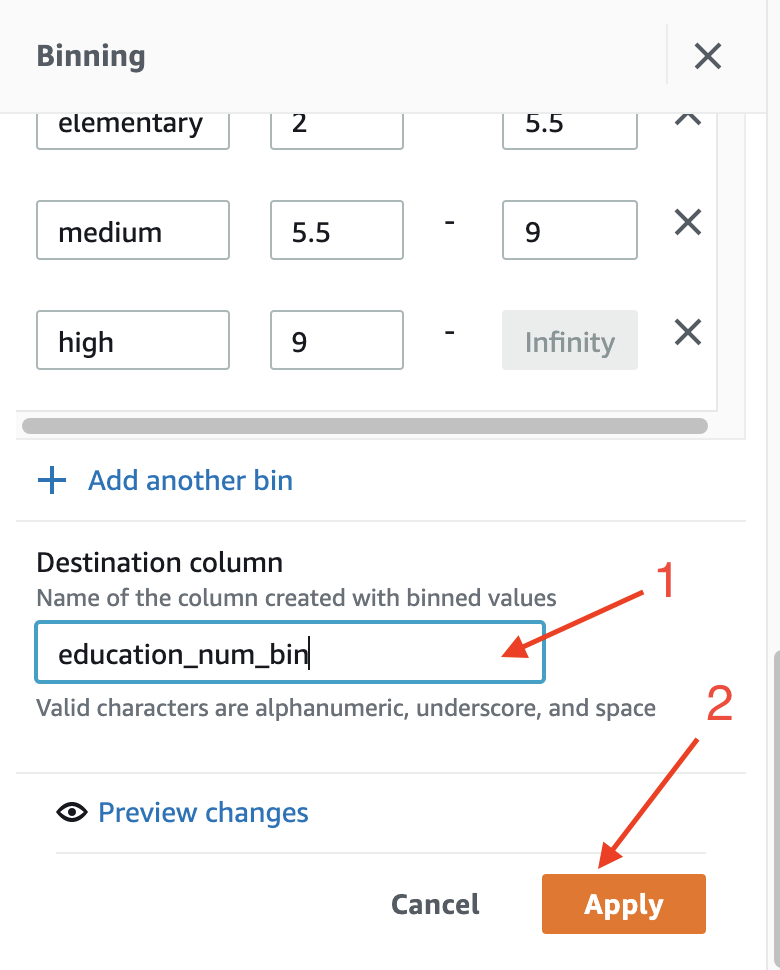 Binning
elementary 2 5.5
medium 5.5 - 9
high 9 - Infinity
Add another bin
Destination column
Name of the column created with binned values
1
education_num_bin
Valid characters are alphanumeric, underscore, and space
2
Preview changes
Cancel Apply